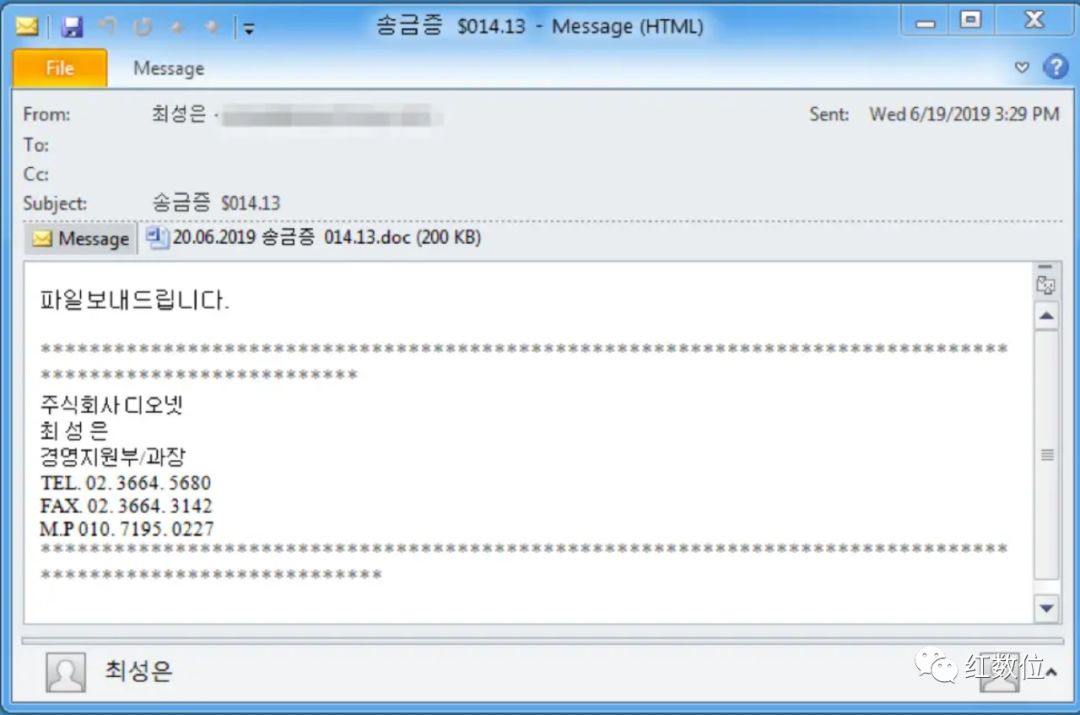 송금증 $014.13 - Message (HTML)
File Message
From: 최성은 Sent: Wed 6/19/2019 3:29 PM
To:
Cc:
Subject: 송금증 $014.13
Message 20.06.2019 송금증 014.13.doc (200 KB)
파일보내드립니다.
*******************************************************************************
**************************
주식회사 디오넷
최 성 은
경영지원부/과장
TEL. 02. 3664. 5680
FAX. 02. 3664. 3142
M.P 010. 7195. 0227
*******************************************************************************
****************************
최성은
红数位